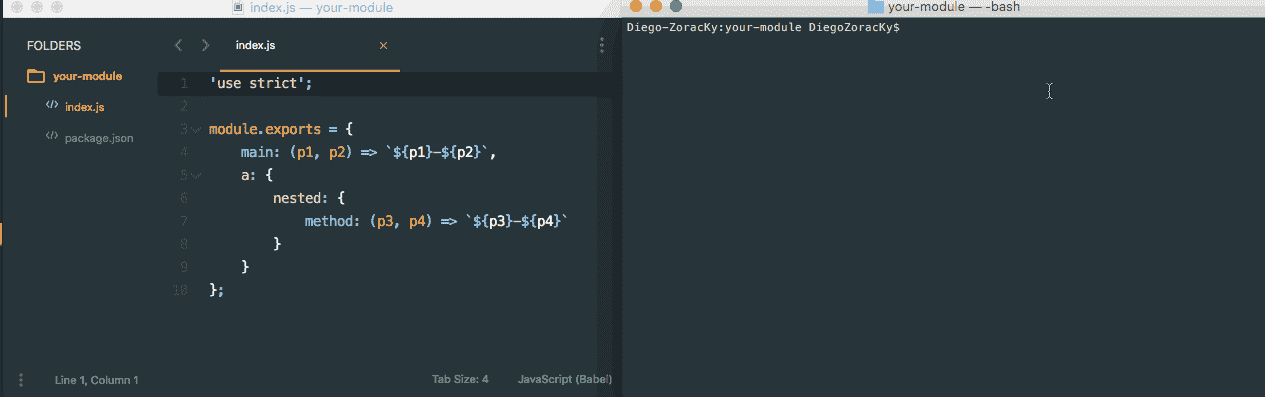 index.js — your-module
FOLDERS
your-module
index.js
package.json
index.js
1 'use strict';
2
3 module.exports = {
4     main: (p1, p2) => `${p1}-${p2}`,
5     a: {
6         nested: {
7             method: (p3, p4) => `${p3}-${p4}`
8         }
9     }
10 };
Line 1, Column 1
Tab Size: 4
JavaScript (Babel)
your-module — -bash
Diego-ZoracKy:your-module DiegoZoracKy$